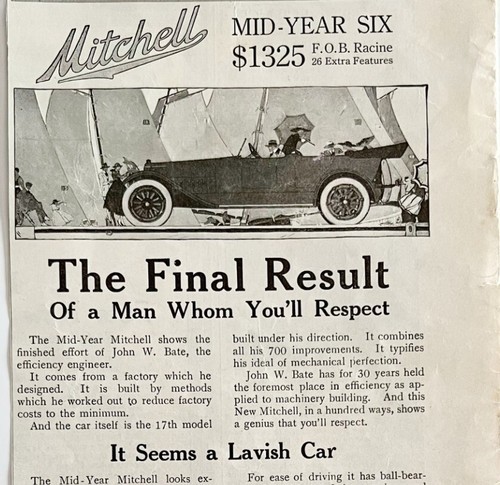 Mitchell
MID-YEAR SIX
$1325 F.O.B. Racine
26 Extra Features
The Final Result
Of a Man Whom You'll Respect
The Mid-Year Mitchell shows the
finished effort of John W. Bate, the
efficiency engineer.
It comes from a factory which he
designed. It is built by methods
which he worked out to reduce factory
costs to the minimum.
And the car itself is the 17th model
built under his direction. It combines
all his 700 improvements. It typifies
his ideal of mechanical perfection.
John W. Bate has for 30 years held
the foremost place in efficiency as ap-
plied to machinery building. And this
New Mitchell, in a hundred ways, shows
a genius that you'll respect.
It Seems a Lavish Car
The Mid-Year Mitchell looks ex-
For ease of driving it has ball-bear-